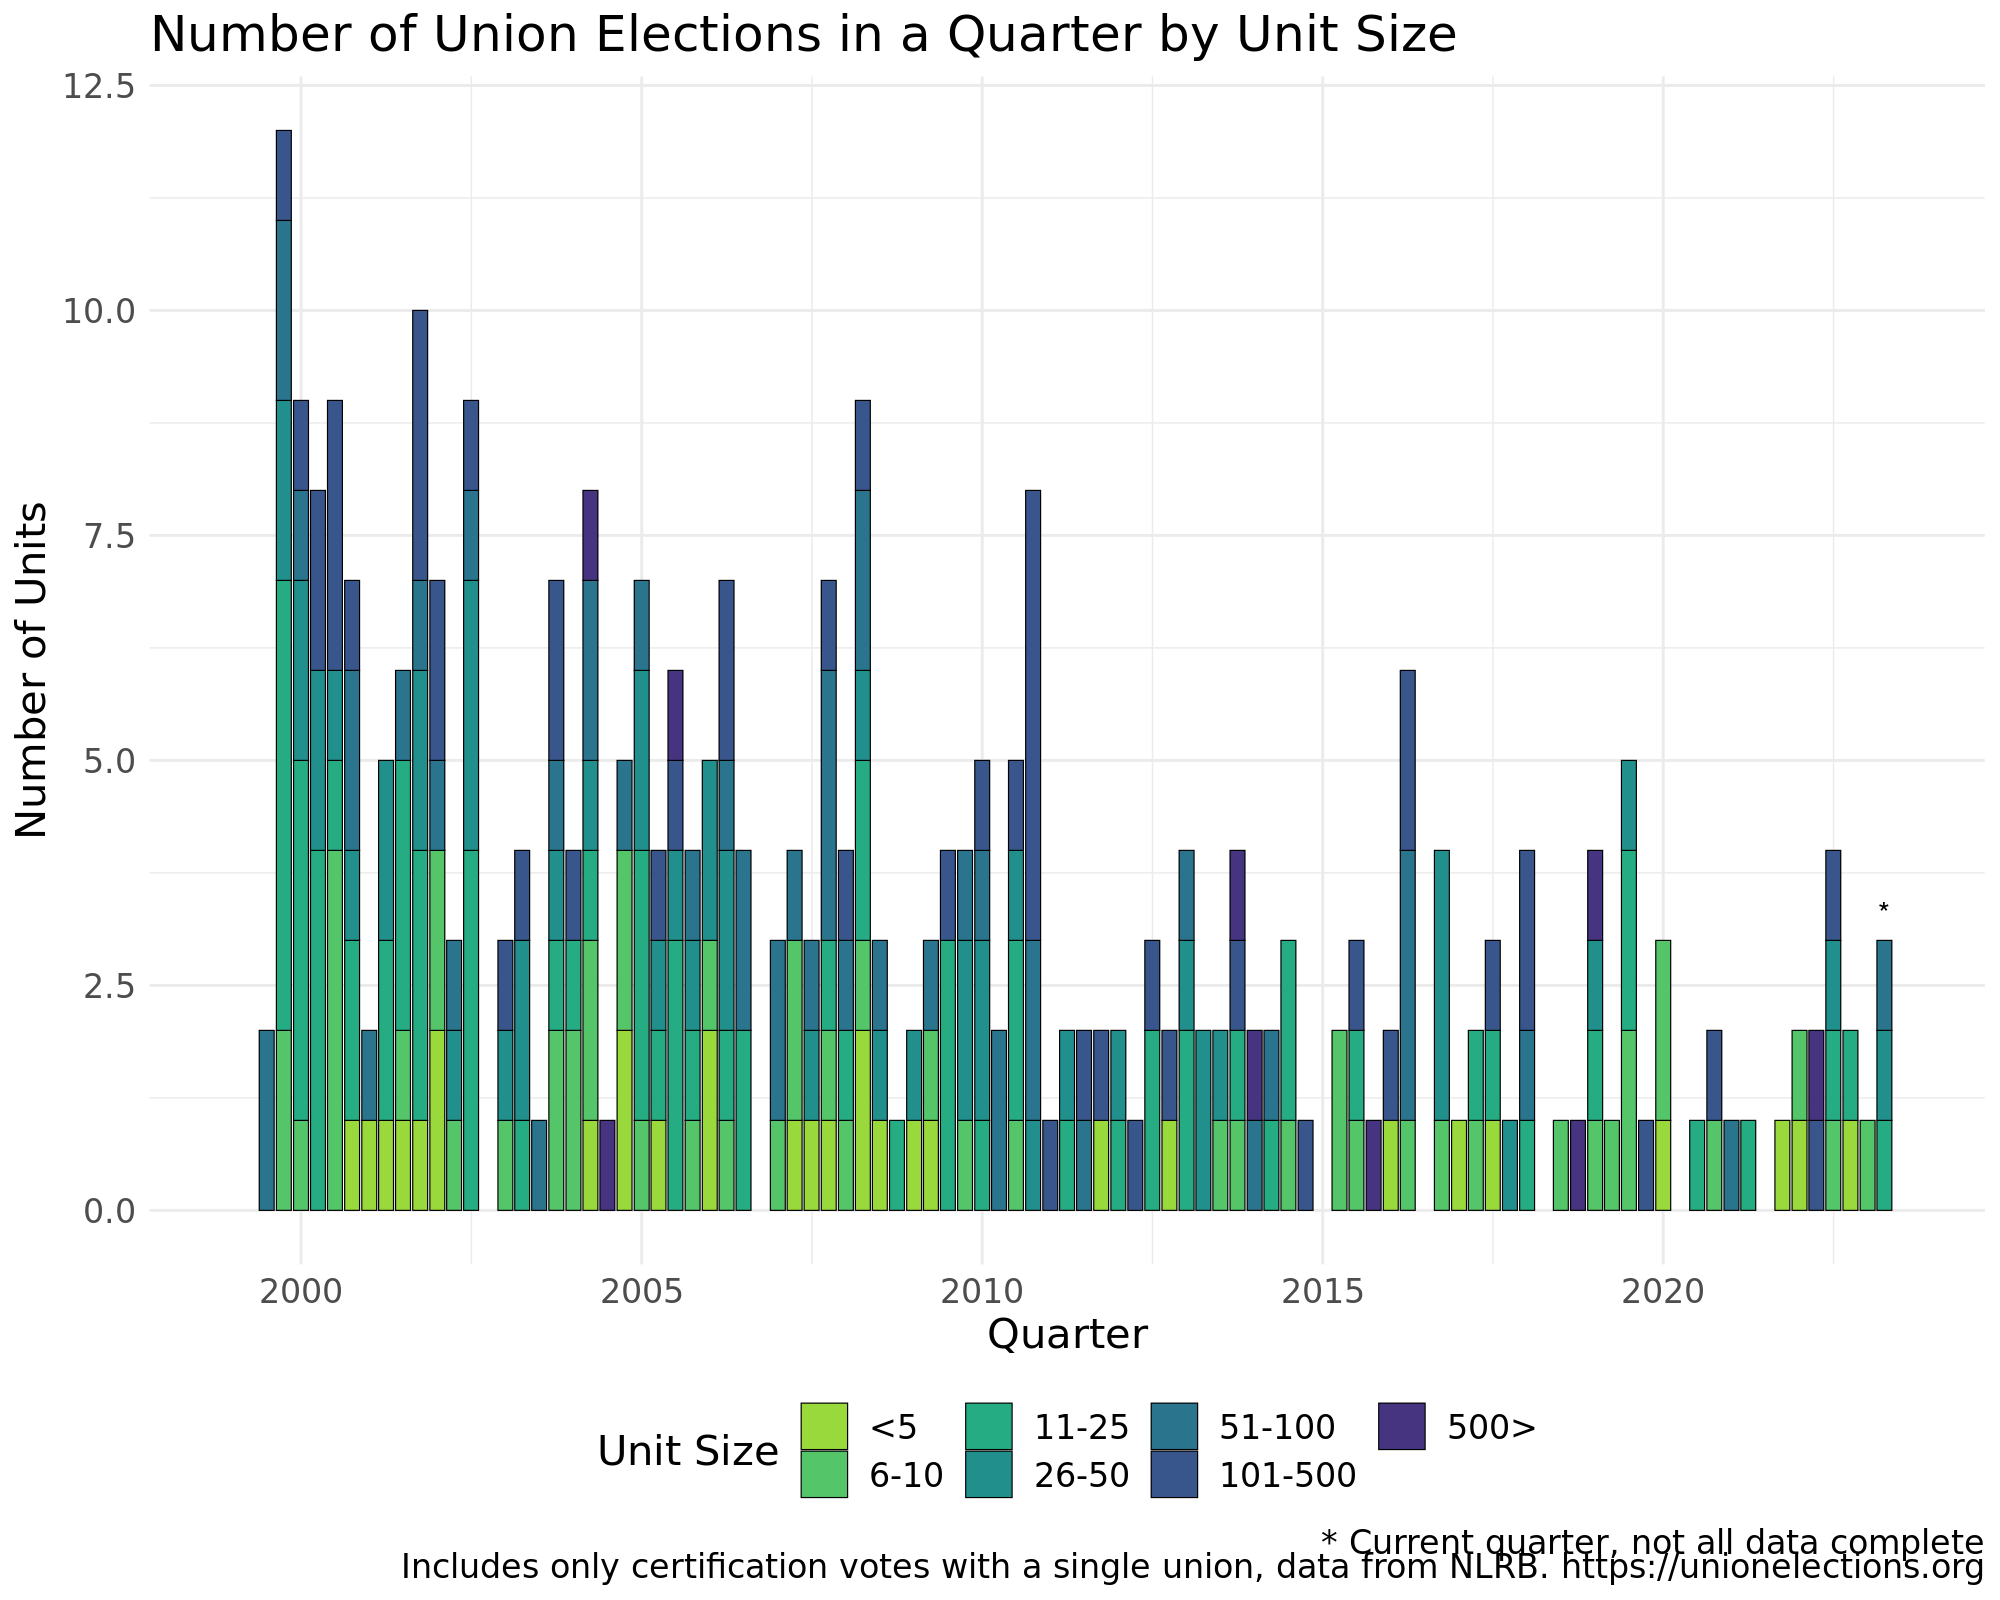 Number of Union Elections in a Quarter by Unit Size
Number of Units
12.5
10.0
7.5
5.0
2.5
0.0
*
2000 2005 2010 2015 2020
Quarter
Unit Size
<5 11-25 51-100 500>
6-10 26-50 101-500
* Current quarter, not all data complete
Includes only certification votes with a single union, data from NLRB. https://unionelections.org